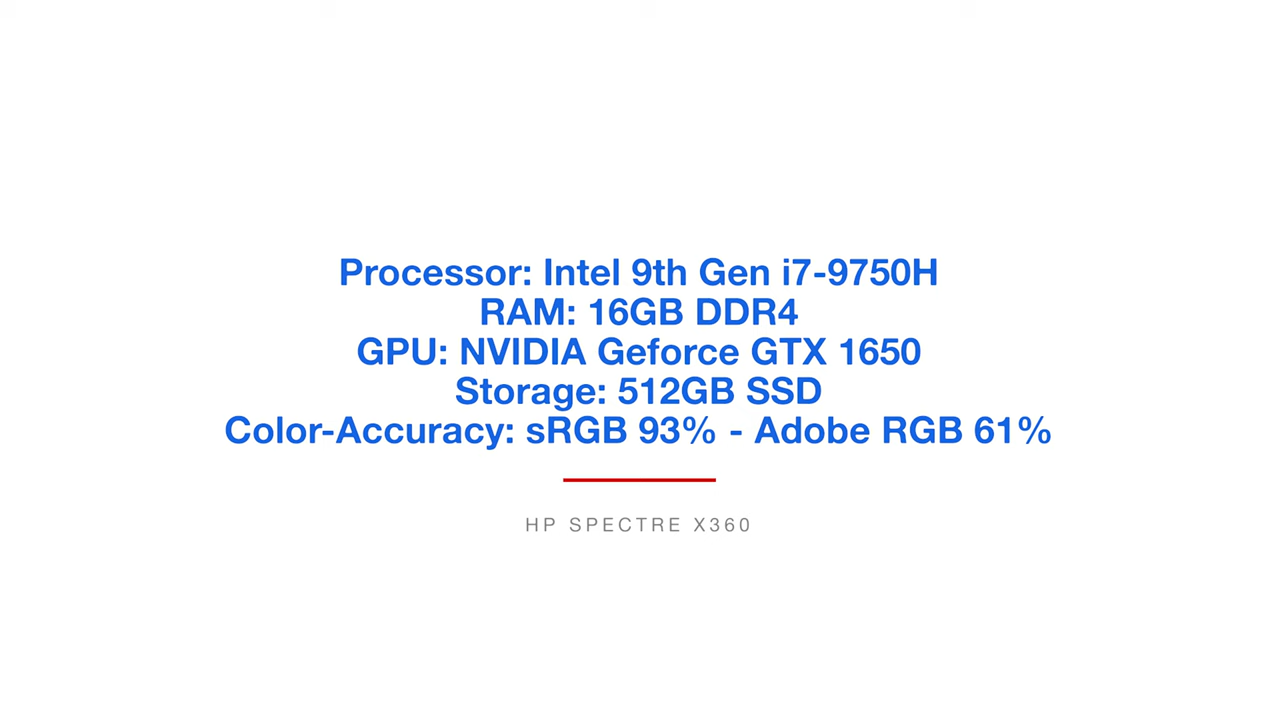 Processor: Intel 9th Gen i7-9750H
RAM: 16GB DDR4
GPU: NVIDIA Geforce GTX 1650
Storage: 512GB SSD
Color-Accuracy: sRGB 93% - Adobe RGB 61%
HP SPECTRE X360